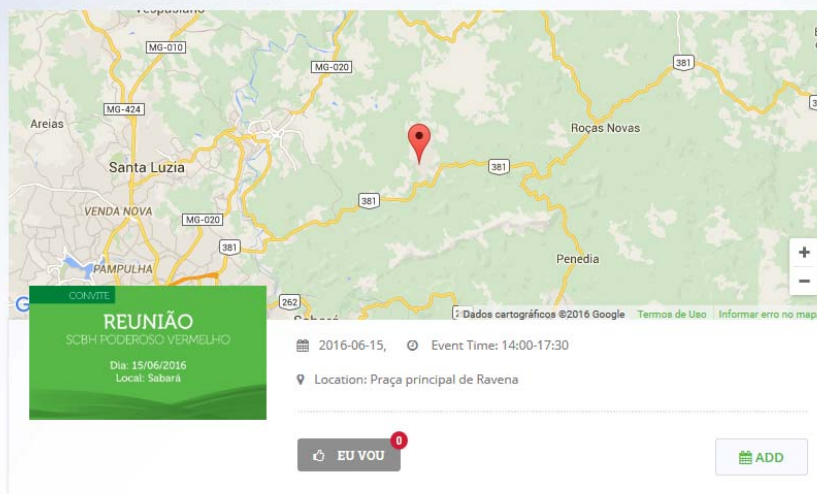 Vespasiano
MG-010
MG-020
381
MG-424
Areias
Roças Novas
Santa Luzia
381
381
VENDA NOVA
MG-020
381
Penedia
PAMPULHA
+
−
262
Sabará
Dados cartográficos ©2016 Google Termos de Uso Informar erro no mapa
CONVITE
REUNIÃO
SCBH PODEROSO VERMELHO
Dia: 15/06/2016
Local: Sabará
2016-06-15, Event Time: 14:00-17:30
Location: Praça principal de Ravena
EU VOU
0
ADD